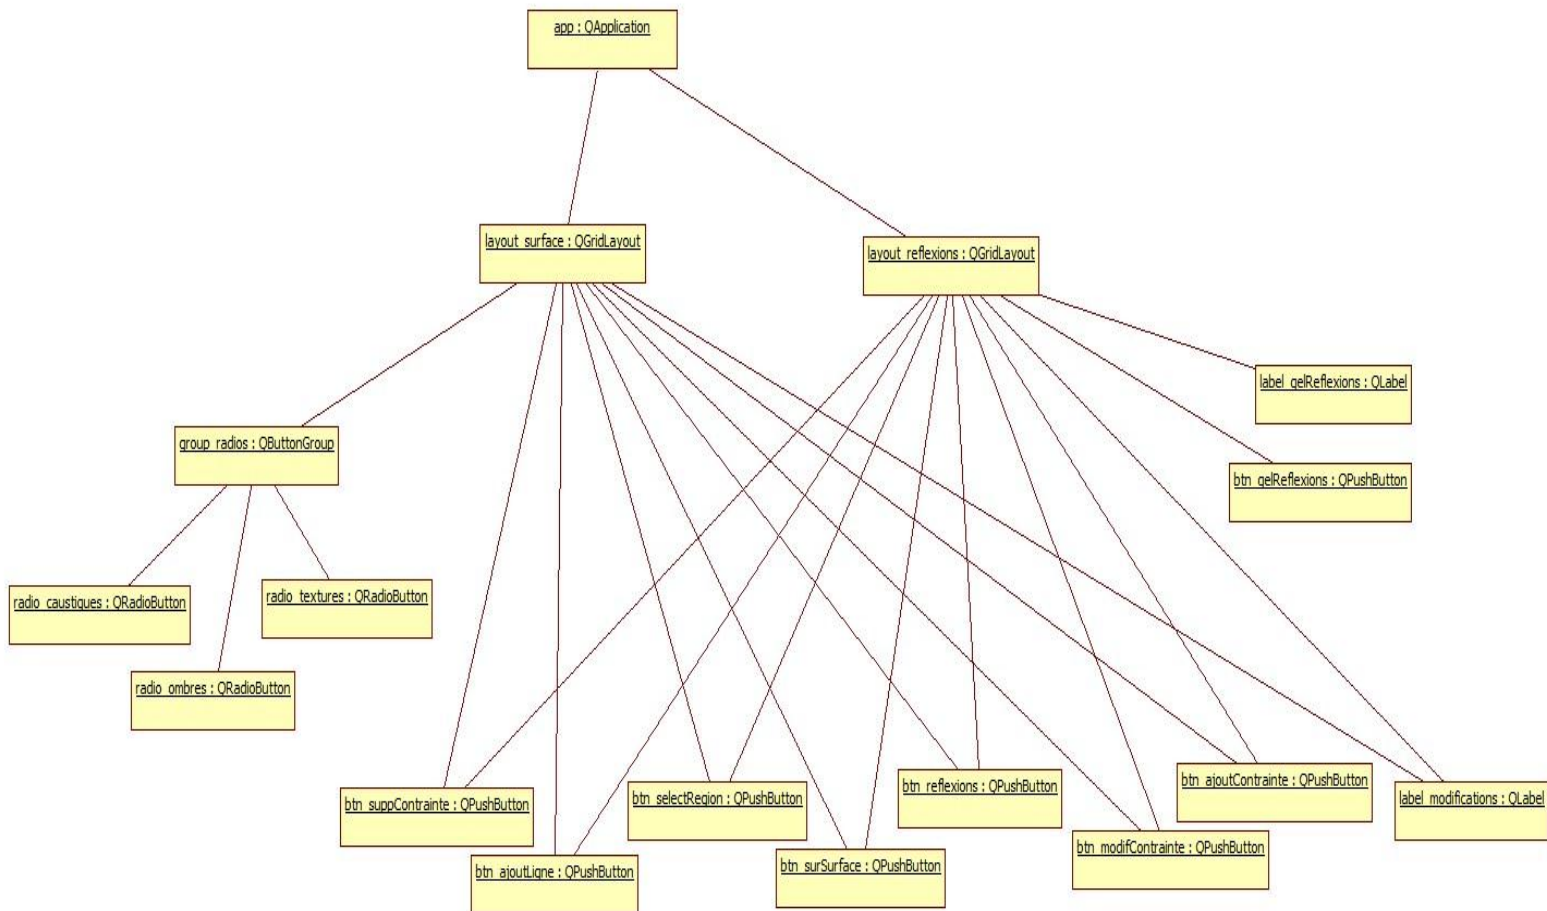 app : QApplication
layout_surface : QGridLayout
layout_reflexions : QGridLayout
label_gelReflexions : QLabel
group_radios : QButtonGroup
btn_gelReflexions : QPushButton
radio_caustiques : QRadioButton
radio_textures : QRadioButton
radio_ombres : QRadioButton
btn_suppContrainte : QPushButton
btn_selectRegion : QPushButton
btn_reflexions : QPushButton
btn_ajoutContrainte : QPushButton
label_modifications : QLabel
btn_ajoutLigne : QPushButton
btn_surSurface : QPushButton
btn_modifContrainte : QPushButton